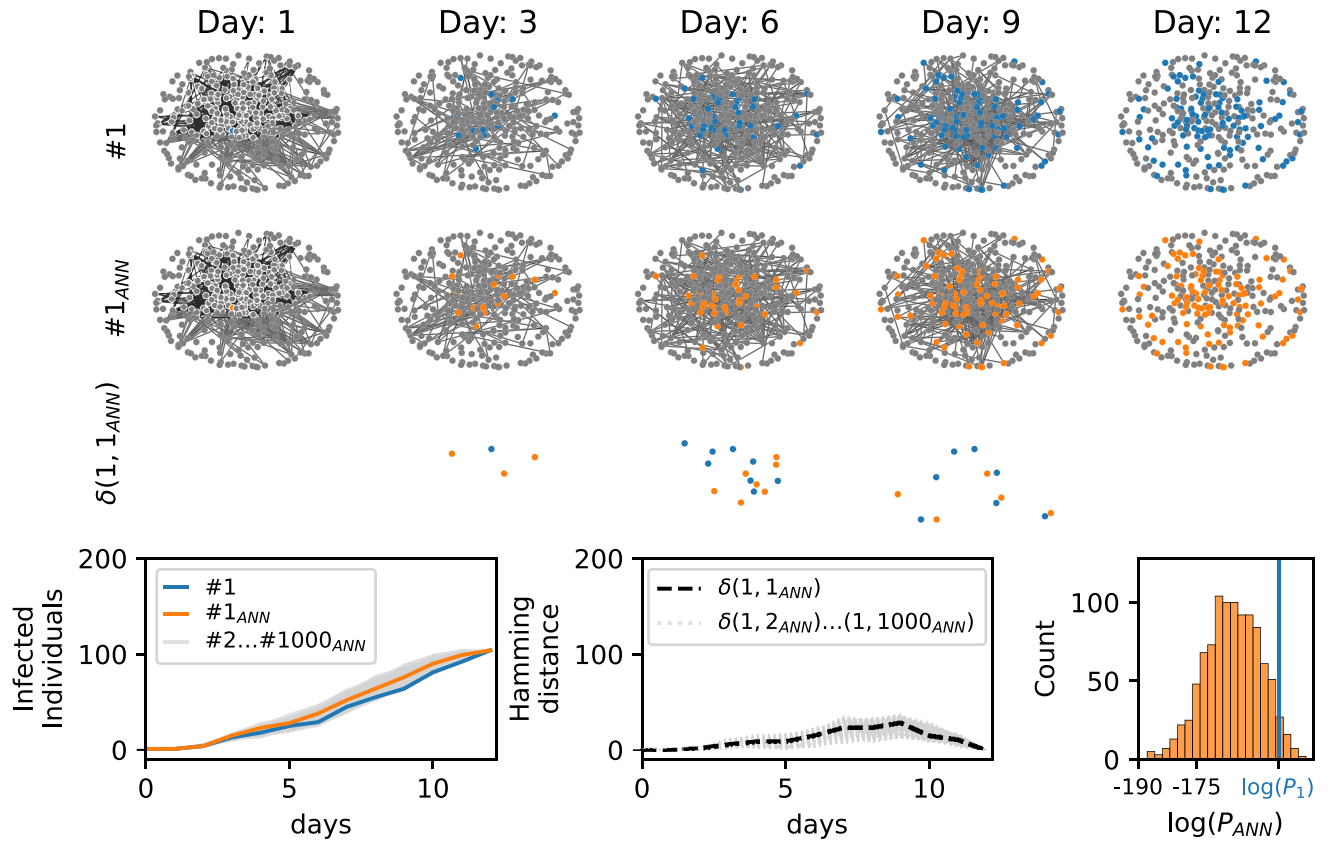 Day: 1 Day: 3 Day: 6 Day: 9 Day: 12
#1
#1ANN
δ(1, 1ANN)
200
100
0
Infected
Individuals
#1
#1ANN
#2...#1000ANN
0 5 10
days
200
100
0
Hamming
distance
δ(1, 1ANN)
δ(1, 2ANN)...(1, 1000ANN)
0 5 10
days
100
50
0
Count
-190 -175 log(P1)
log(PANN)